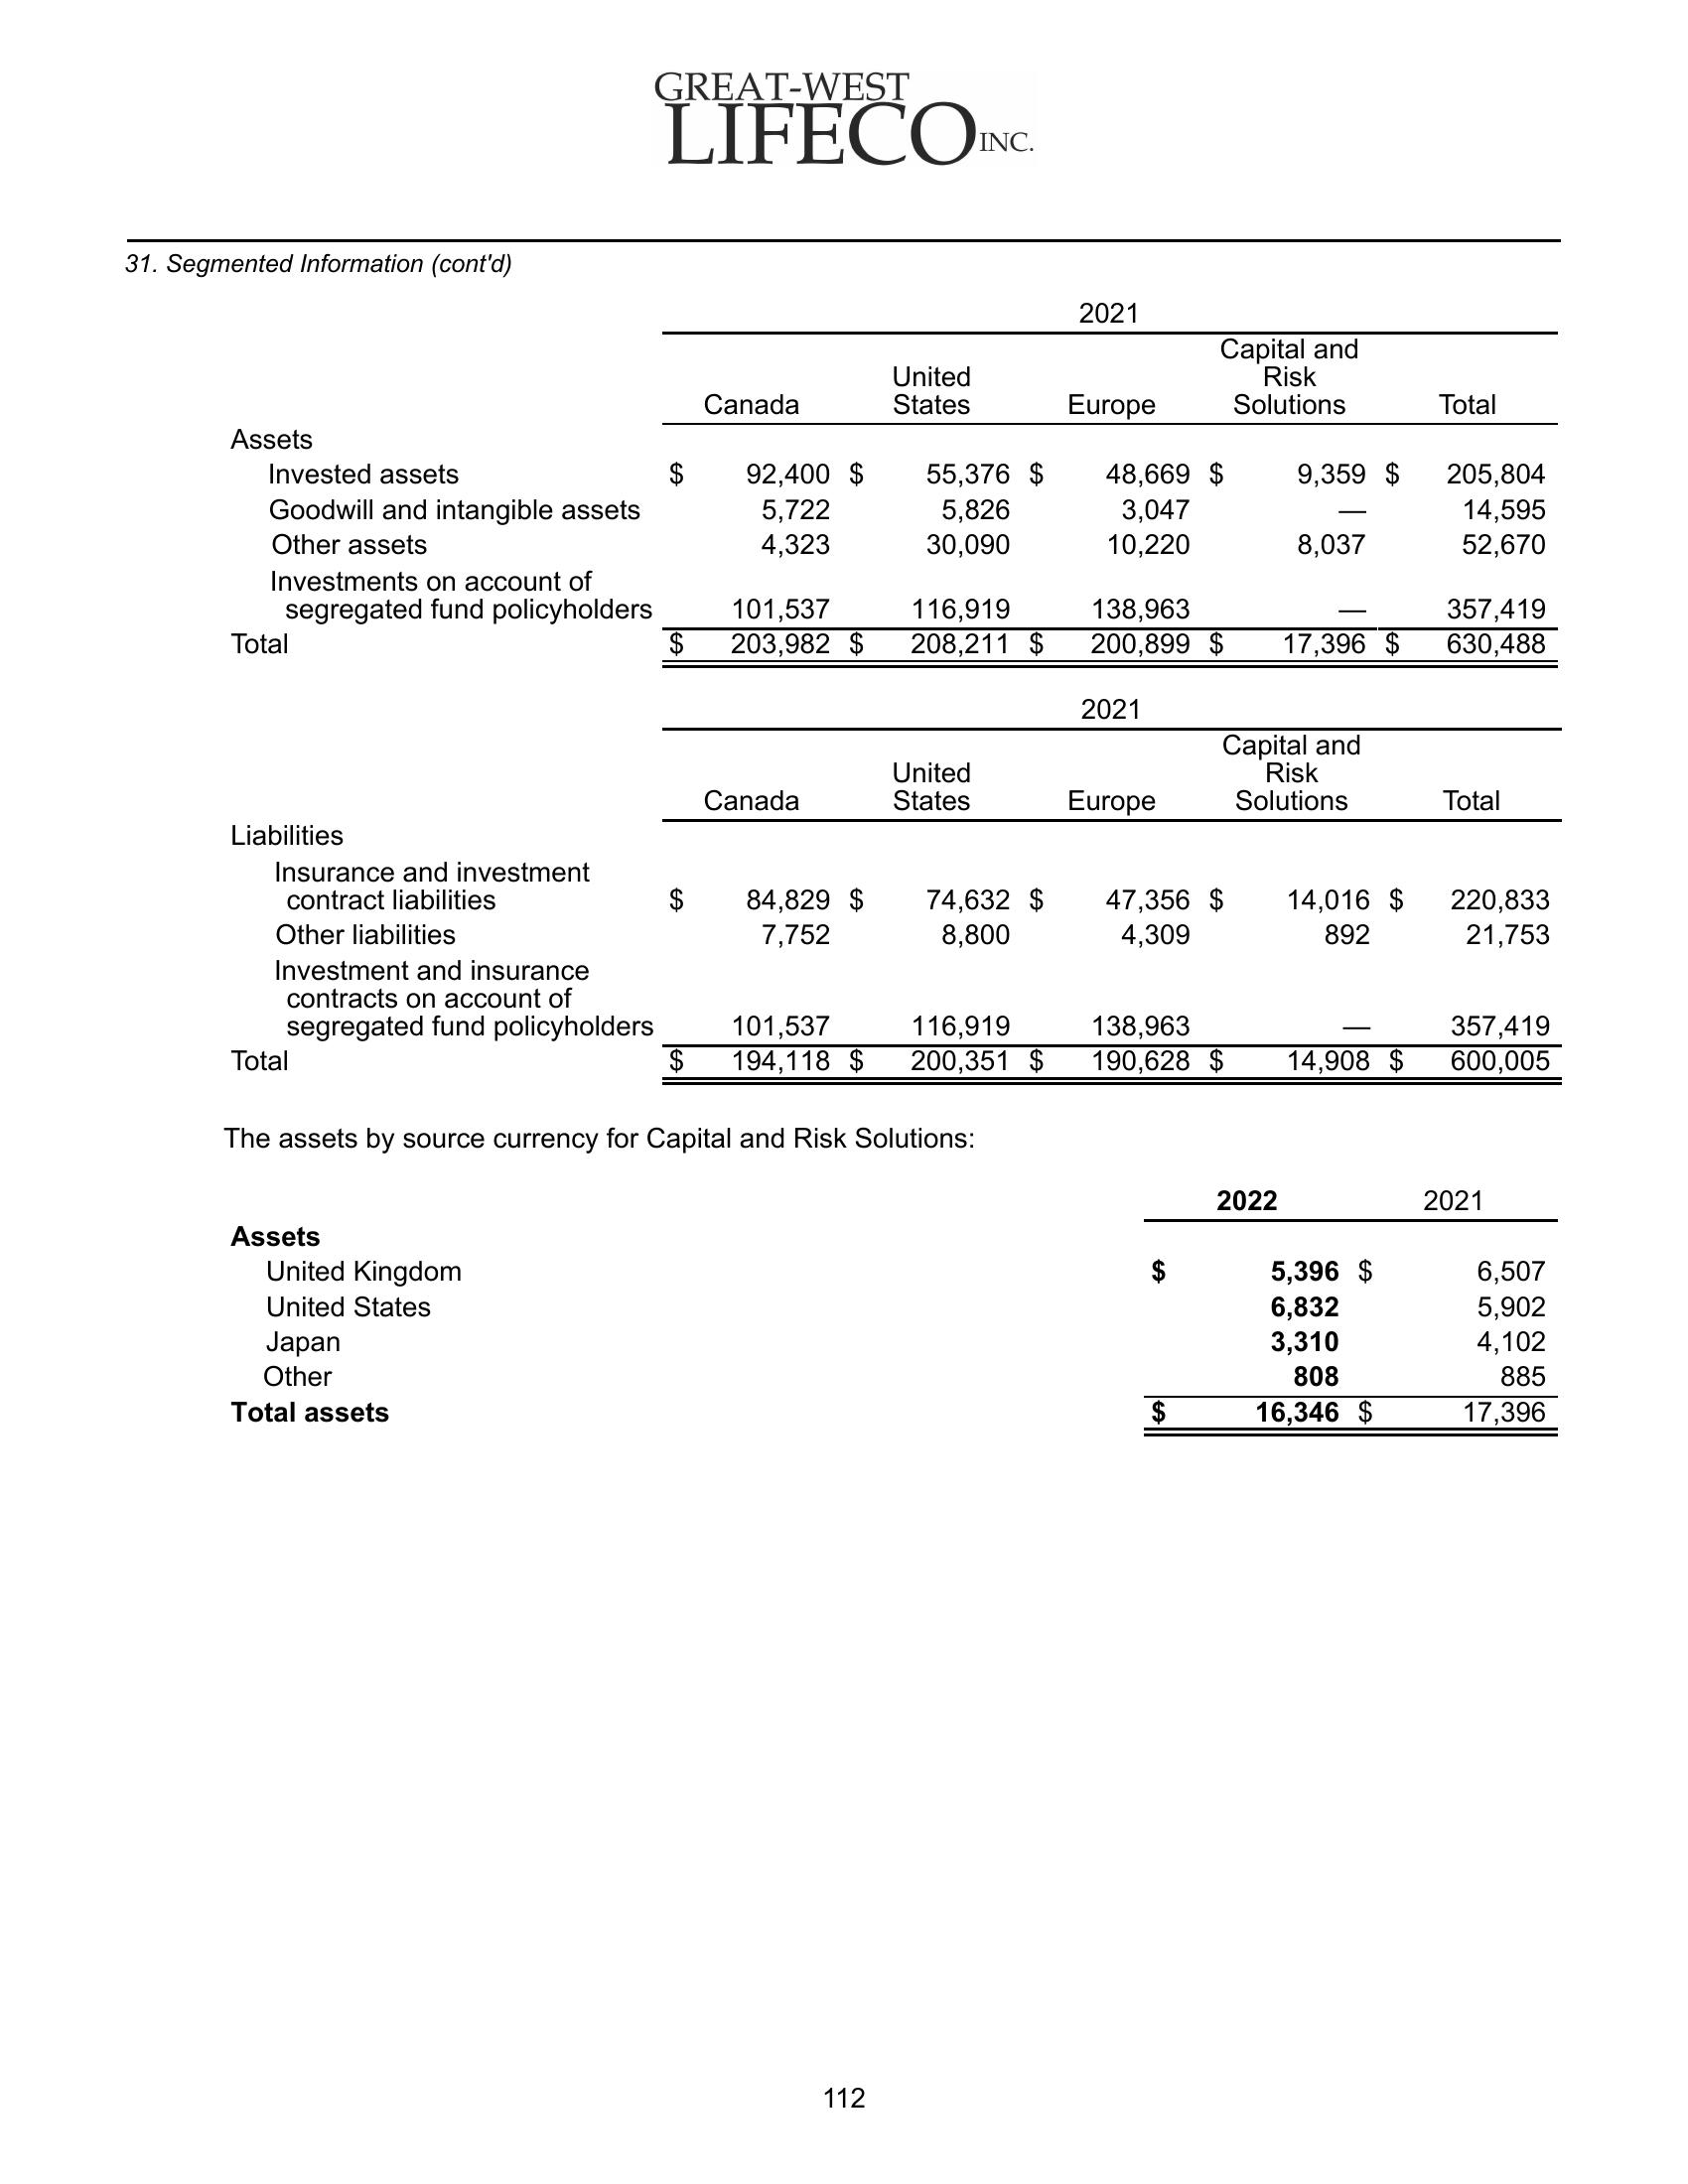 GREAT-WEST
LIFECO INC.
31. Segmented Information (cont'd)
2021
Canada United States Europe Capital and Risk Solutions Total
Assets
Invested assets $ 92,400 $ 55,376 $ 48,669 $ 9,359 $ 205,804
Goodwill and intangible assets 5,722 5,826 3,047 — 14,595
Other assets 4,323 30,090 10,220 8,037 52,670
Investments on account of
segregated fund policyholders 101,537 116,919 138,963 — 357,419
Total $ 203,982 $ 208,211 $ 200,899 $ 17,396 $ 630,488
2021
Canada United States Europe Capital and Risk Solutions Total
Liabilities
Insurance and investment
contract liabilities $ 84,829 $ 74,632 $ 47,356 $ 14,016 $ 220,833
Other liabilities 7,752 8,800 4,309 892 21,753
Investment and insurance
contracts on account of
segregated fund policyholders 101,537 116,919 138,963 — 357,419
Total $ 194,118 $ 200,351 $ 190,628 $ 14,908 $ 600,005
The assets by source currency for Capital and Risk Solutions:
2022 2021
Assets
United Kingdom $ 5,396 $ 6,507
United States 6,832 5,902
Japan 3,310 4,102
Other 808 885
Total assets $ 16,346 $ 17,396
112